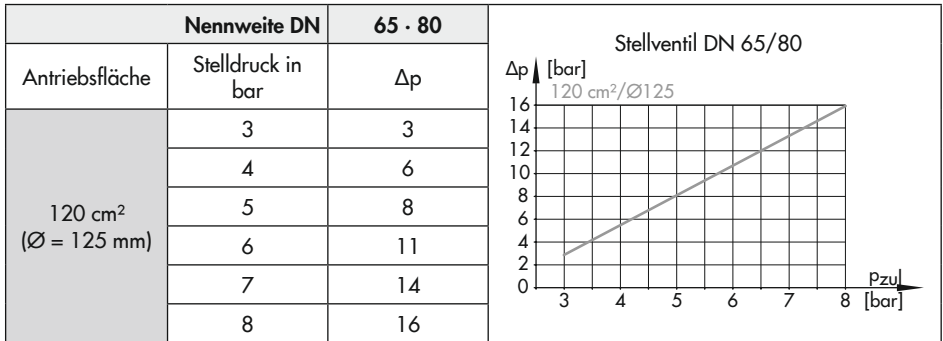 Nennweite DN 65 · 80
Antriebsfläche Stelldruck in bar Δp
120 cm²
(Ø = 125 mm)
3 3
4 6
5 8
6 11
7 14
8 16
Stellventil DN 65/80
Δp [bar]
120 cm²/Ø125
16
14
12
10
8
6
4
2
0
3 4 5 6 7 8
pzul
[bar]